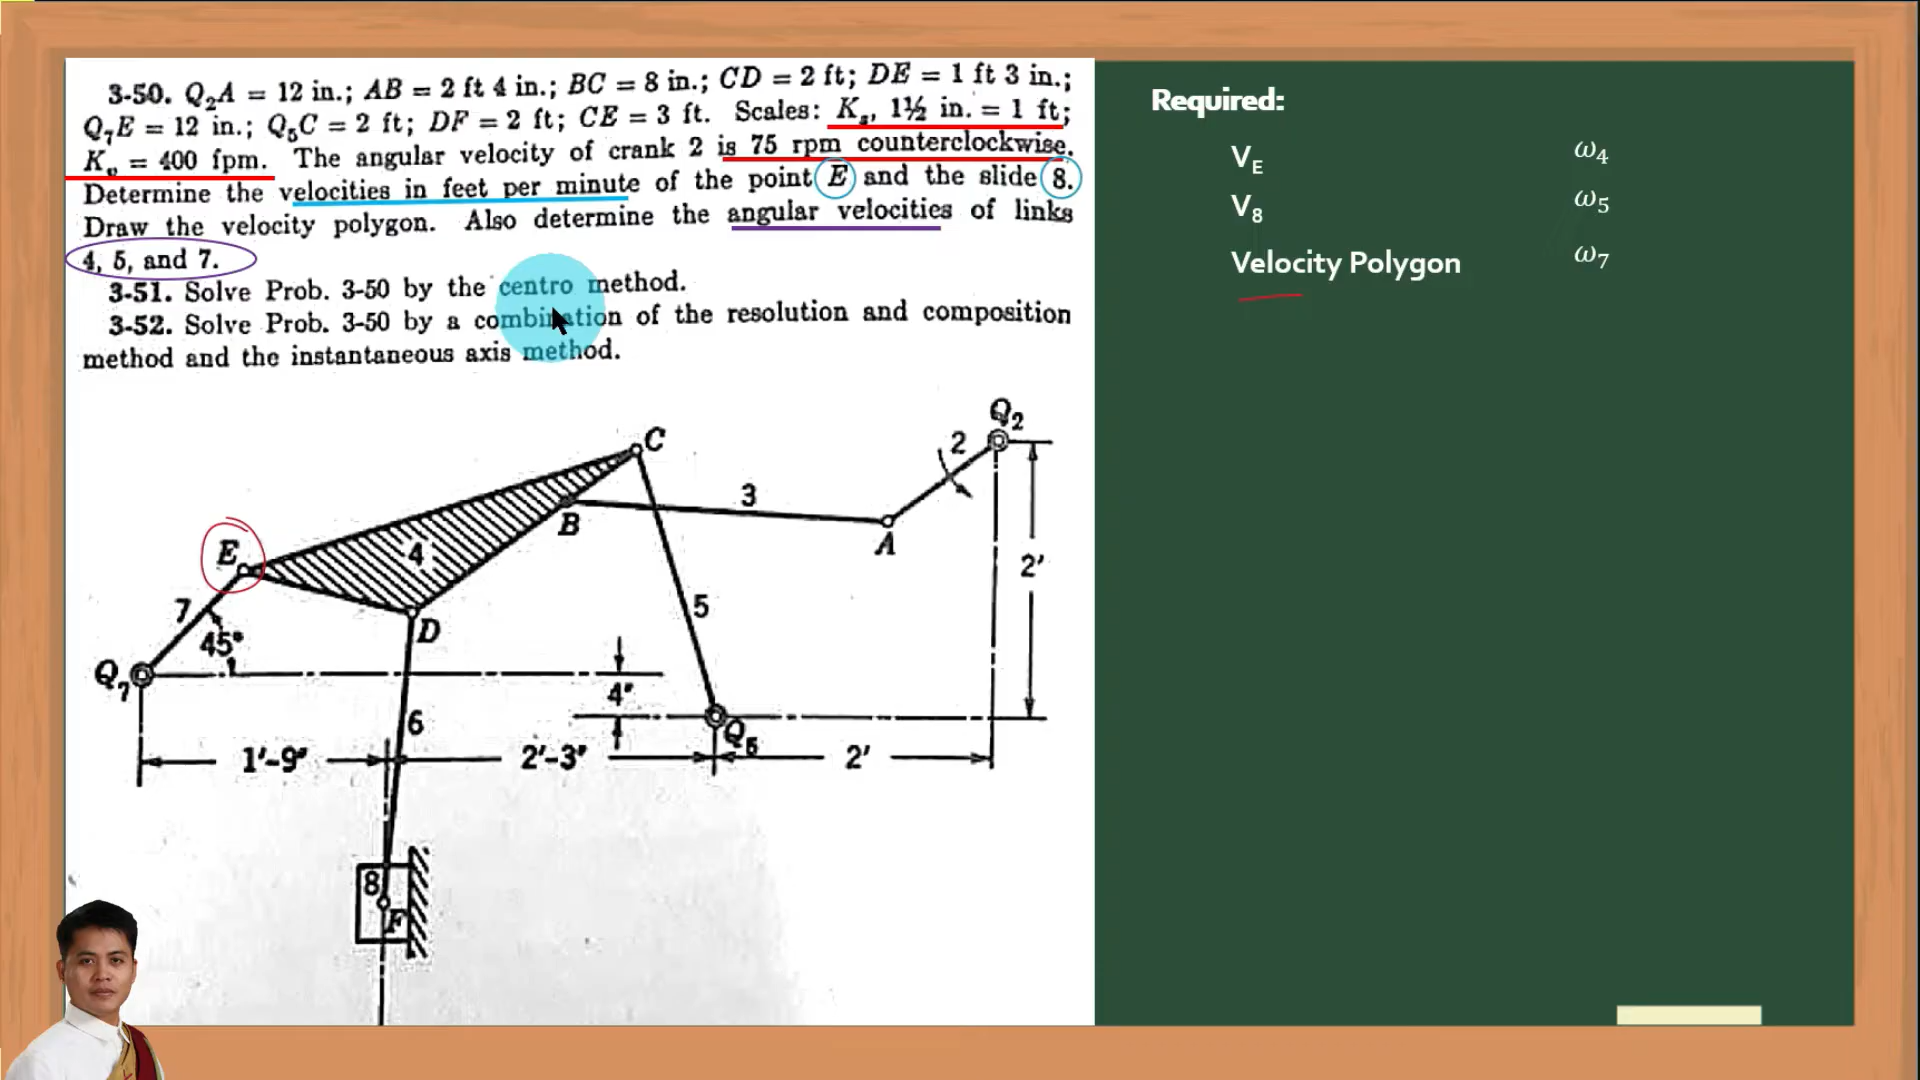 3-50. Q₂A = 12 in.; AB = 2 ft 4 in.; BC = 8 in.; CD = 2 ft; DE = 1 ft 3 in.;
Q₇E = 12 in.; Q₅C = 2 ft; DF = 2 ft; CE = 3 ft. Scales: Kₛ, 1½ in. = 1 ft;
Kᵥ = 400 fpm. The angular velocity of crank 2 is 75 rpm counterclockwise.
Determine the velocities in feet per minute of the point E and the slide 8.
Draw the velocity polygon. Also determine the angular velocities of links
4, 5, and 7.
3-51. Solve Prob. 3-50 by the centro method.
3-52. Solve Prob. 3-50 by a combination of the resolution and composition
method and the instantaneous axis method.
Q₂
C
2
3
B
A
E
4
2'
7
45°
D
5
Q₇
4"
6
Q₅
1'-9"
2'-3"
2'
8
F
Required:
V_E
ω₄
V₈
ω₅
Velocity Polygon
ω₇